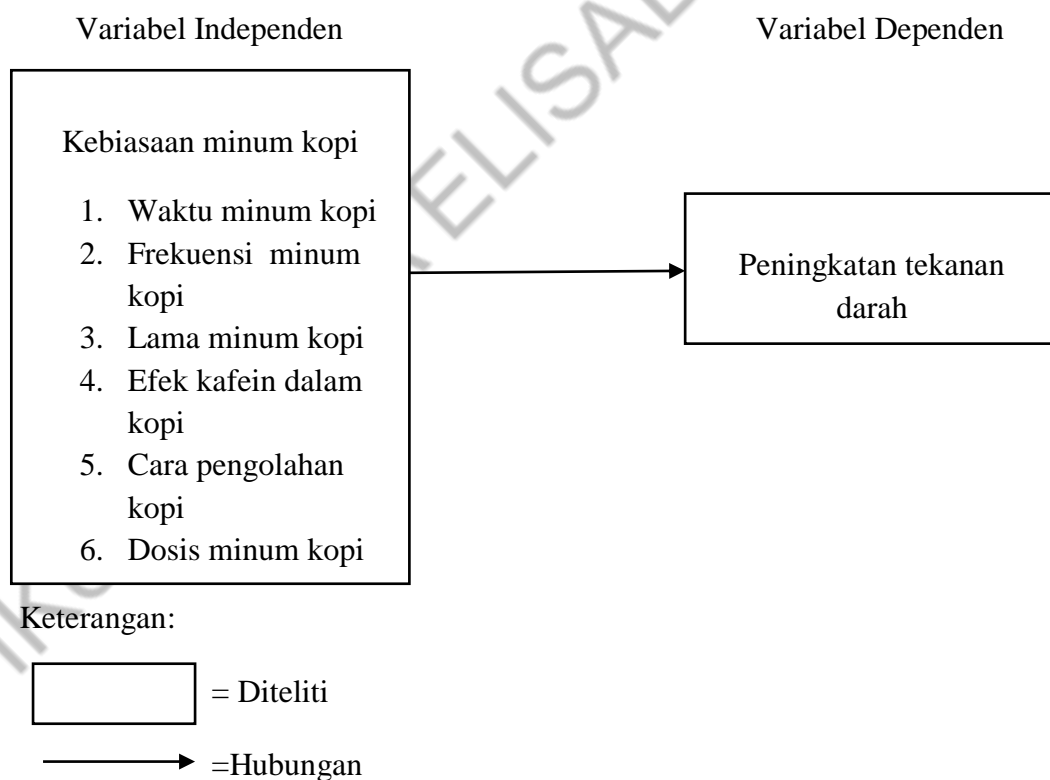 Variabel Independen
Variabel Dependen
Kebiasaan minum kopi
1. Waktu minum kopi
2. Frekuensi minum
kopi
3. Lama minum kopi
4. Efek kafein dalam
kopi
5. Cara pengolahan
kopi
6. Dosis minum kopi
Peningkatan tekanan
darah
Keterangan:
= Diteliti
=Hubungan